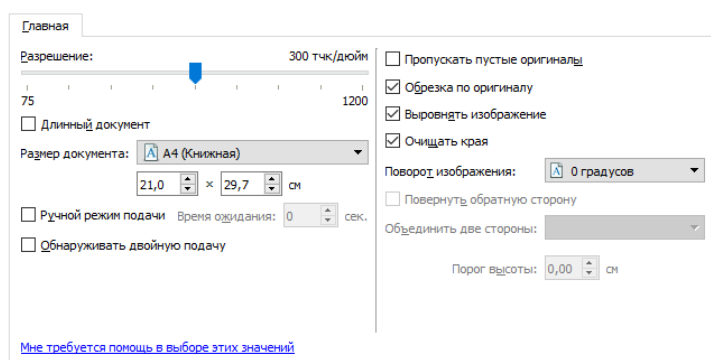 Главная
Разрешение: 300 тчк/дюйм
75 1200
Длинный документ
Размер документа: А4 (Книжная)
21,0 × 29,7 см
Ручной режим подачи Время ожидания: 0 сек.
Обнаруживать двойную подачу
Мне требуется помощь в выборе этих значений
Пропускать пустые оригиналы
Обрезка по оригиналу
Выровнять изображение
Очищать края
Поворот изображения: 0 градусов
Повернуть обратную сторону
Объединить две стороны:
Порог высоты: 0,00 см